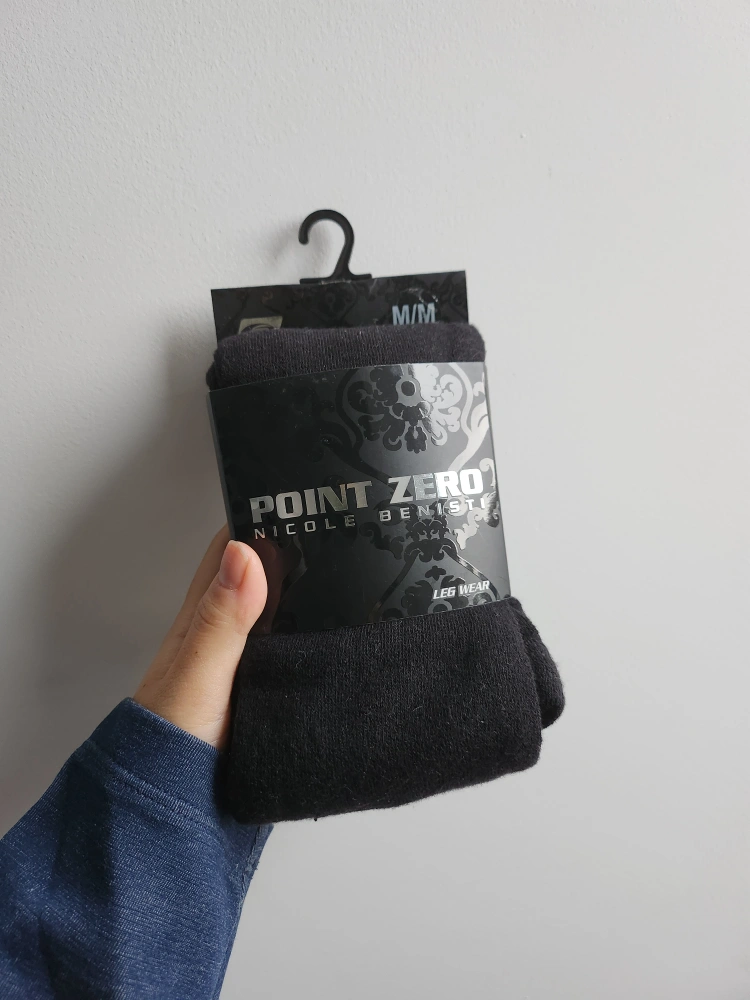 M/M
POINT ZERO
NICOLE BENISTI
LEG WEAR